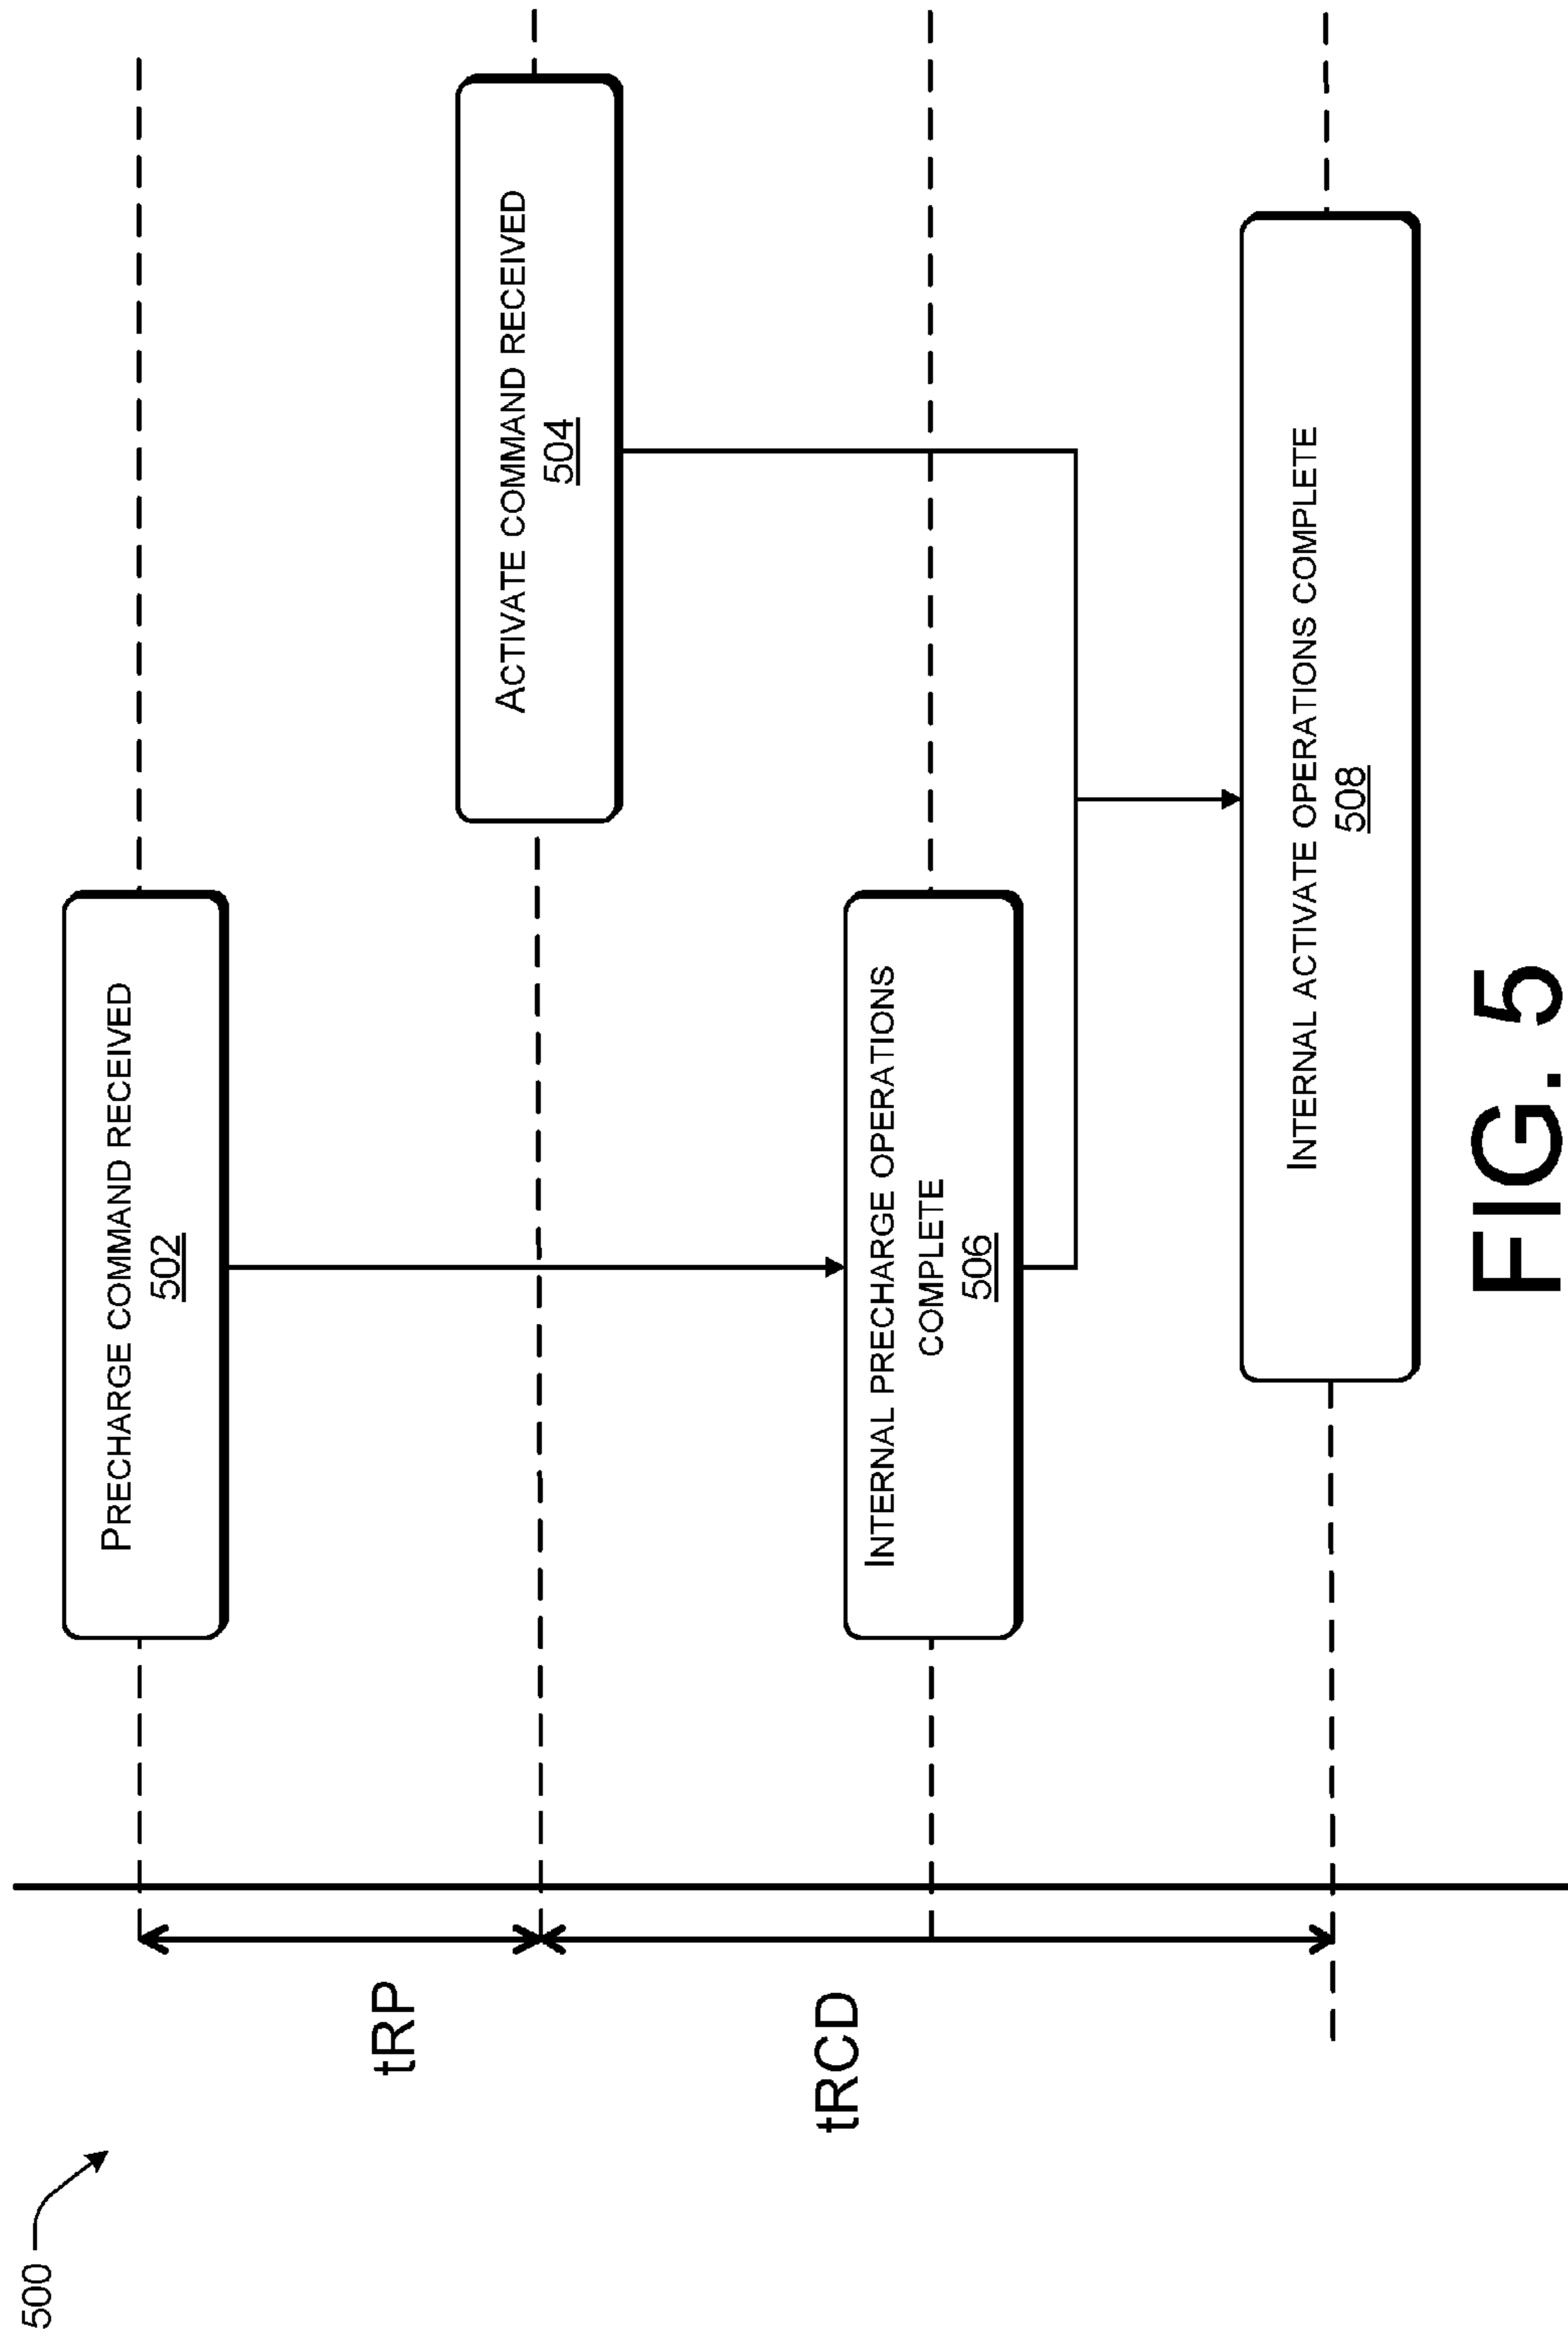 500
PRECHARGE COMMAND RECEIVED
502
tRP
ACTIVATE COMMAND RECEIVED
504
tRCD
INTERNAL PRECHARGE OPERATIONS
COMPLETE
506
INTERNAL ACTIVATE OPERATIONS COMPLETE
508
FIG. 5